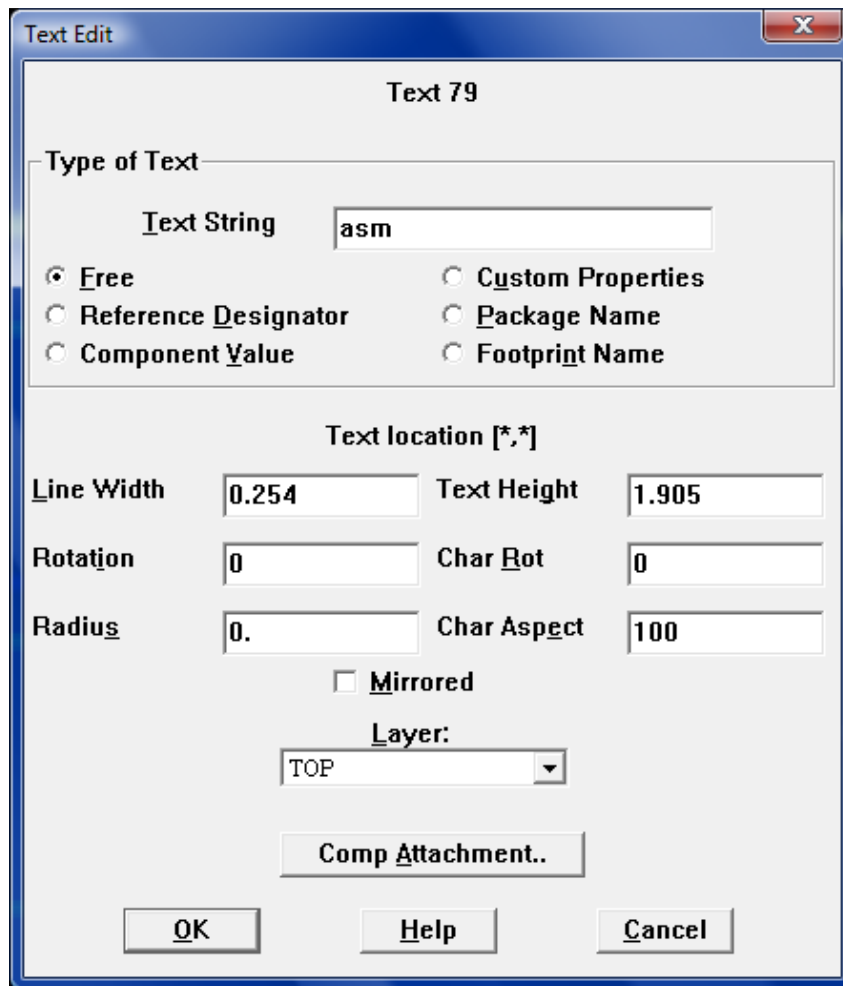 Text Edit
Text 79
Type of Text
Text String
asm
Free
Custom Properties
Reference Designator
Package Name
Component Value
Footprint Name
Text location [*,*]
Line Width
0.254
Text Height
1.905
Rotation
0
Char Rot
0
Radius
0.
Char Aspect
100
Mirrored
Layer:
TOP
Comp Attachment..
OK
Help
Cancel